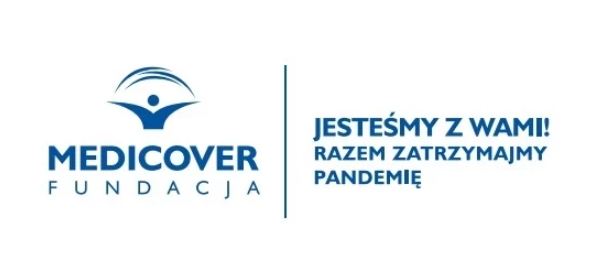 MEDICOVER
FUNDACJA
JESTEŚMY Z WAMI!
RAZEM ZATRZYMAJMY
PANDEMIĘ